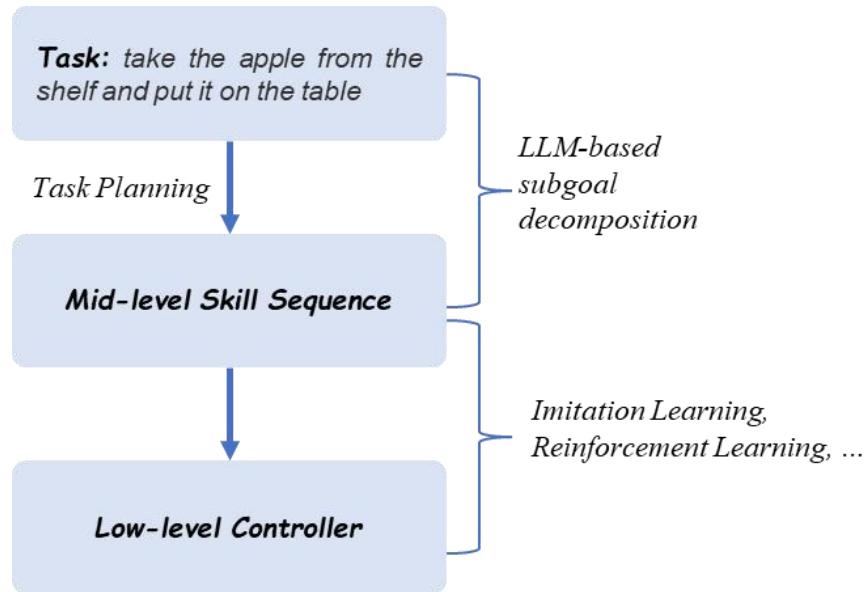 Task: take the apple from the
shelf and put it on the table
Task Planning
LLM-based
subgoal
decomposition
Mid-level Skill Sequence
Imitation Learning,
Reinforcement Learning, ...
Low-level Controller